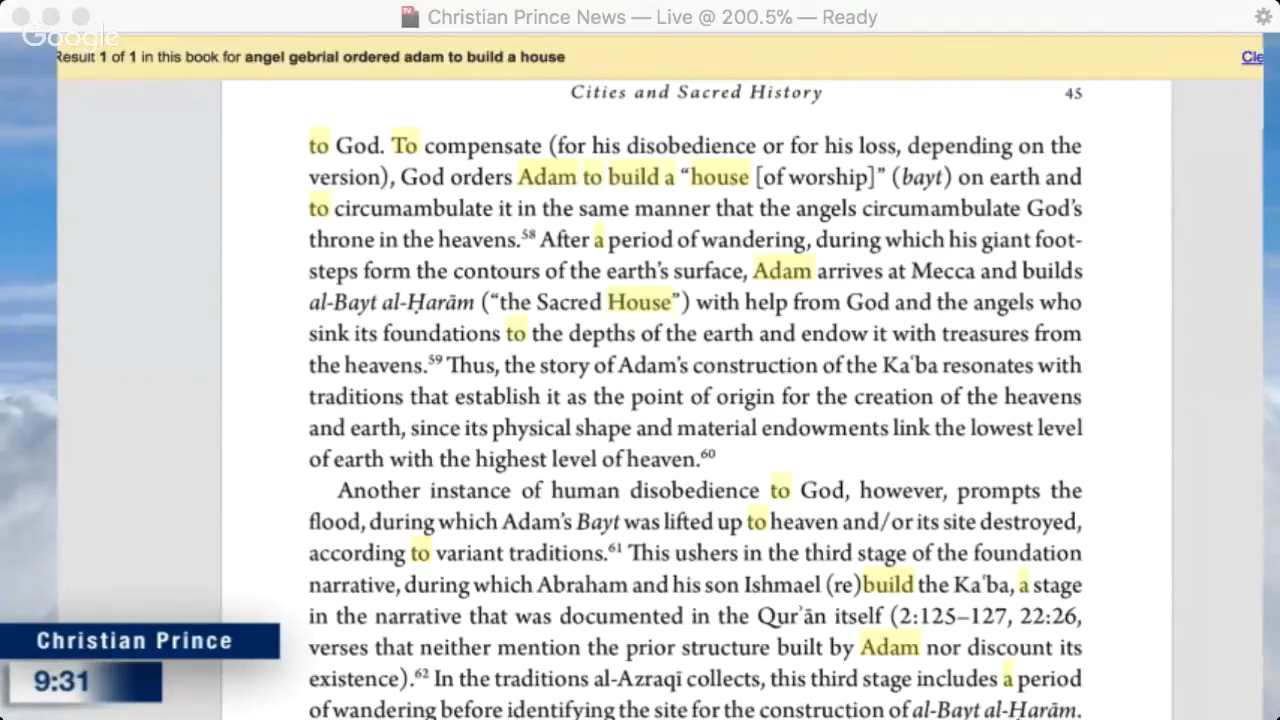 Christian Prince News — Live @ 200.5% — Ready
Google
Result 1 of 1 in this book for angel gebrial ordered adam to build a house
Cle
Cities and Sacred History 45
to God. To compensate (for his disobedience or for his loss, depending on the
version), God orders Adam to build a “house [of worship]” (bayt) on earth and
to circumambulate it in the same manner that the angels circumambulate God’s
throne in the heavens.⁵⁸ After a period of wandering, during which his giant foot-
steps form the contours of the earth’s surface, Adam arrives at Mecca and builds
al-Bayt al-Ḥarām (“the Sacred House”) with help from God and the angels who
sink its foundations to the depths of the earth and endow it with treasures from
the heavens.⁵⁹ Thus, the story of Adam’s construction of the Kaʿba resonates with
traditions that establish it as the point of origin for the creation of the heavens
and earth, since its physical shape and material endowments link the lowest level
of earth with the highest level of heaven.⁶⁰
Another instance of human disobedience to God, however, prompts the
flood, during which Adam’s Bayt was lifted up to heaven and/or its site destroyed,
according to variant traditions.⁶¹ This ushers in the third stage of the foundation
narrative, during which Abraham and his son Ishmael (re)build the Kaʿba, a stage
in the narrative that was documented in the Qurʾān itself (2:125–127, 22:26,
verses that neither mention the prior structure built by Adam nor discount its
existence).⁶² In the traditions al-Azraqī collects, this third stage includes a period
of wandering before identifying the site for the construction of al-Bayt al-Ḥarām.
Christian Prince
9:31